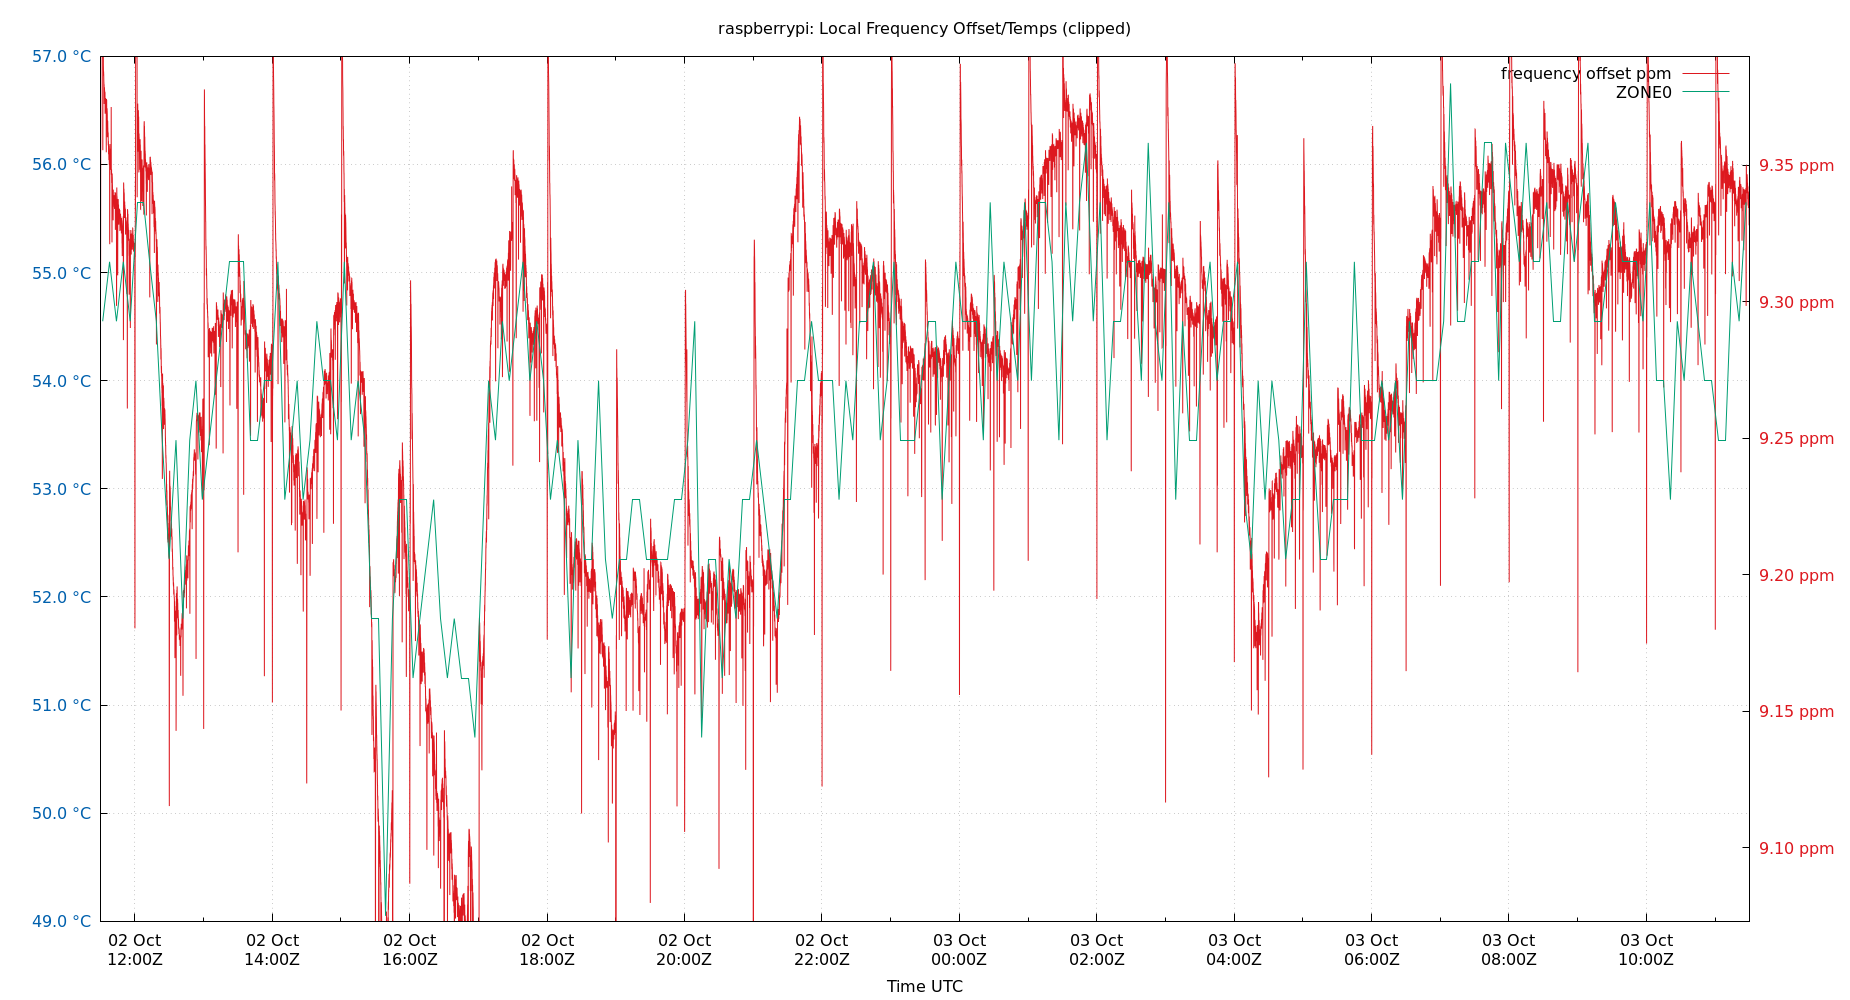 raspberrypi: Local Frequency Offset/Temps (clipped)
57.0 °C
56.0 °C
55.0 °C
54.0 °C
53.0 °C
52.0 °C
51.0 °C
50.0 °C
49.0 °C
frequency offset ppm
ZONE0
9.35 ppm
9.30 ppm
9.25 ppm
9.20 ppm
9.15 ppm
9.10 ppm
02 Oct
12:00Z
02 Oct
14:00Z
02 Oct
16:00Z
02 Oct
18:00Z
02 Oct
20:00Z
02 Oct
22:00Z
03 Oct
00:00Z
03 Oct
02:00Z
03 Oct
04:00Z
03 Oct
06:00Z
03 Oct
08:00Z
03 Oct
10:00Z
Time UTC